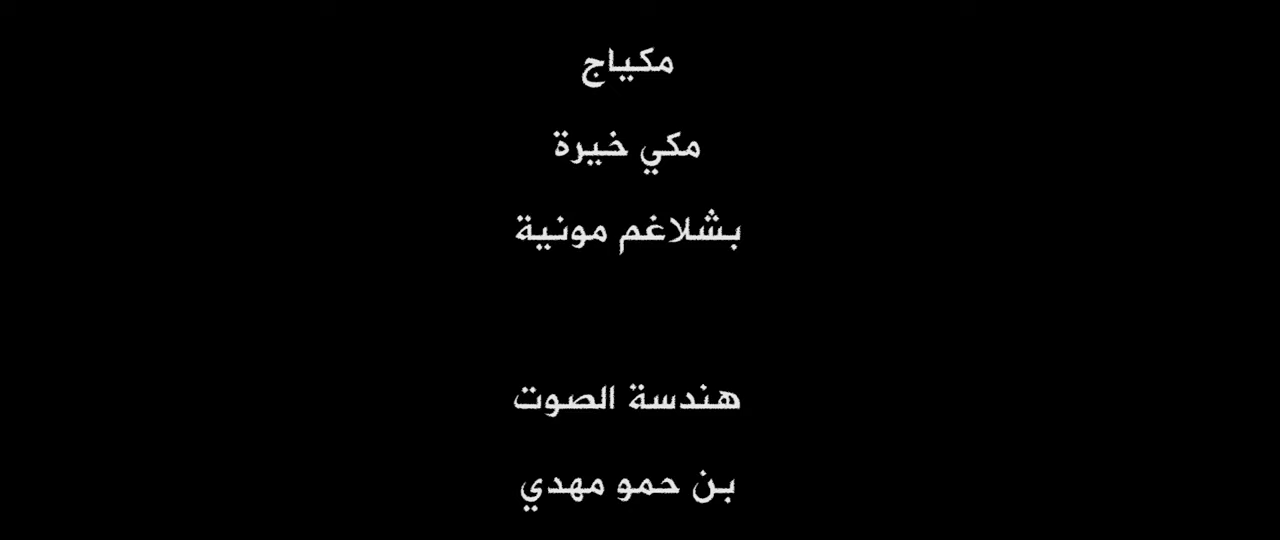 مكياج
مكي خيرة
بشلاغم مونية
هندسة الصوت
بن حمو مهدي